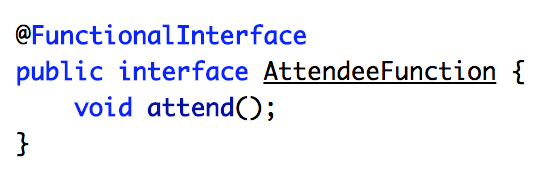 @FunctionalInterface
public interface AttendeeFunction {
    void attend();
}